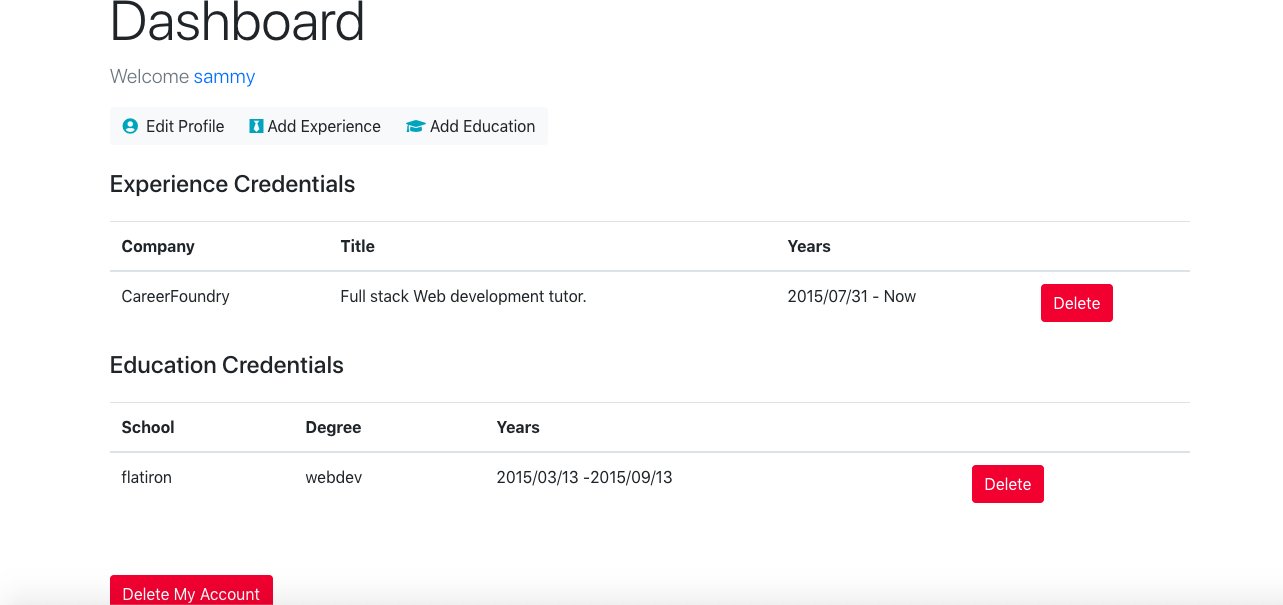 Dashboard
Welcome sammy
Edit Profile Add Experience Add Education
Experience Credentials
Company Title Years
CareerFoundry Full stack Web development tutor. 2015/07/31 - Now Delete
Education Credentials
School Degree Years
flatiron webdev 2015/03/13 -2015/09/13 Delete
Delete My Account